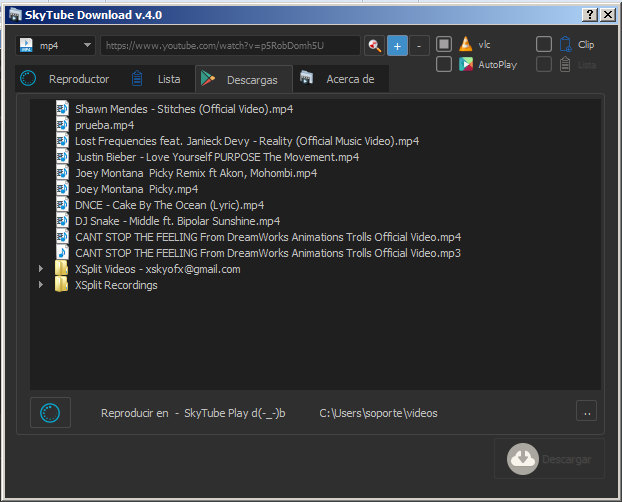 SkyTube Download v.4.0
mp4
https://www.youtube.com/watch?v=p5RobDomh5U
+
-
vlc
Clip
AutoPlay
Lista
Reproductor
Lista
Descargas
Acerca de
Shawn Mendes - Stitches (Official Video).mp4
prueba.mp4
Lost Frequencies feat. Janieck Devy - Reality (Official Music Video).mp4
Justin Bieber - Love Yourself PURPOSE The Movement.mp4
Joey Montana  Picky Remix ft Akon, Mohombi.mp4
Joey Montana  Picky.mp4
DNCE - Cake By The Ocean (Lyric).mp4
DJ Snake - Middle ft. Bipolar Sunshine.mp4
CANT STOP THE FEELING From DreamWorks Animations Trolls Official Video.mp4
CANT STOP THE FEELING From DreamWorks Animations Trolls Official Video.mp3
XSplit Videos - xskyofx@gmail.com
XSplit Recordings
Reproducir en  -  SkyTube Play d(-_-)b
C:\Users\soporte\videos
..
Descargar